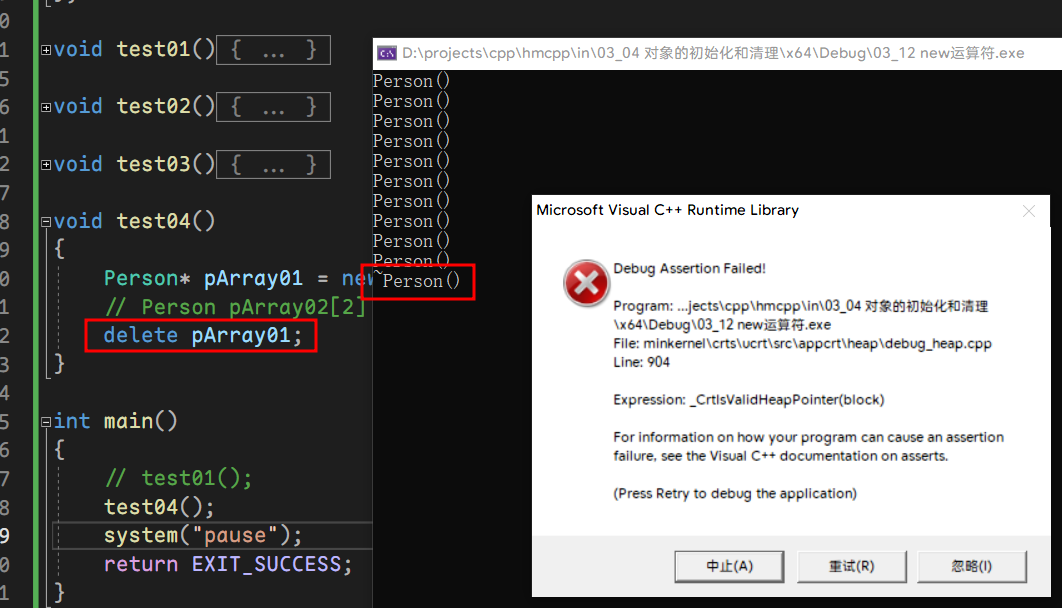 void test01(){ ... }
void test02(){ ... }
void test03(){ ... }
void test04()
{
Person* pArray01 = new
// Person pArray02[2]
delete pArray01;
}
int main()
{
// test01();
test04();
system("pause");
return EXIT_SUCCESS;
}
D:\projects\cpp\hmcpp\in\03_04 对象的初始化和清理\x64\Debug\03_12 new运算符.exe
Person()
Person()
Person()
Person()
Person()
Person()
Person()
Person()
Person()
Person()
~Person()
Microsoft Visual C++ Runtime Library
Debug Assertion Failed!
Program: ...jects\cpp\hmcpp\in\03_04 对象的初始化和清理
\x64\Debug\03_12 new运算符.exe
File: minkernel\crts\ucrt\src\appcrt\heap\debug_heap.cpp
Line: 904
Expression: _CrtIsValidHeapPointer(block)
For information on how your program can cause an assertion
failure, see the Visual C++ documentation on asserts.
(Press Retry to debug the application)
中止(A)
重试(R)
忽略(I)